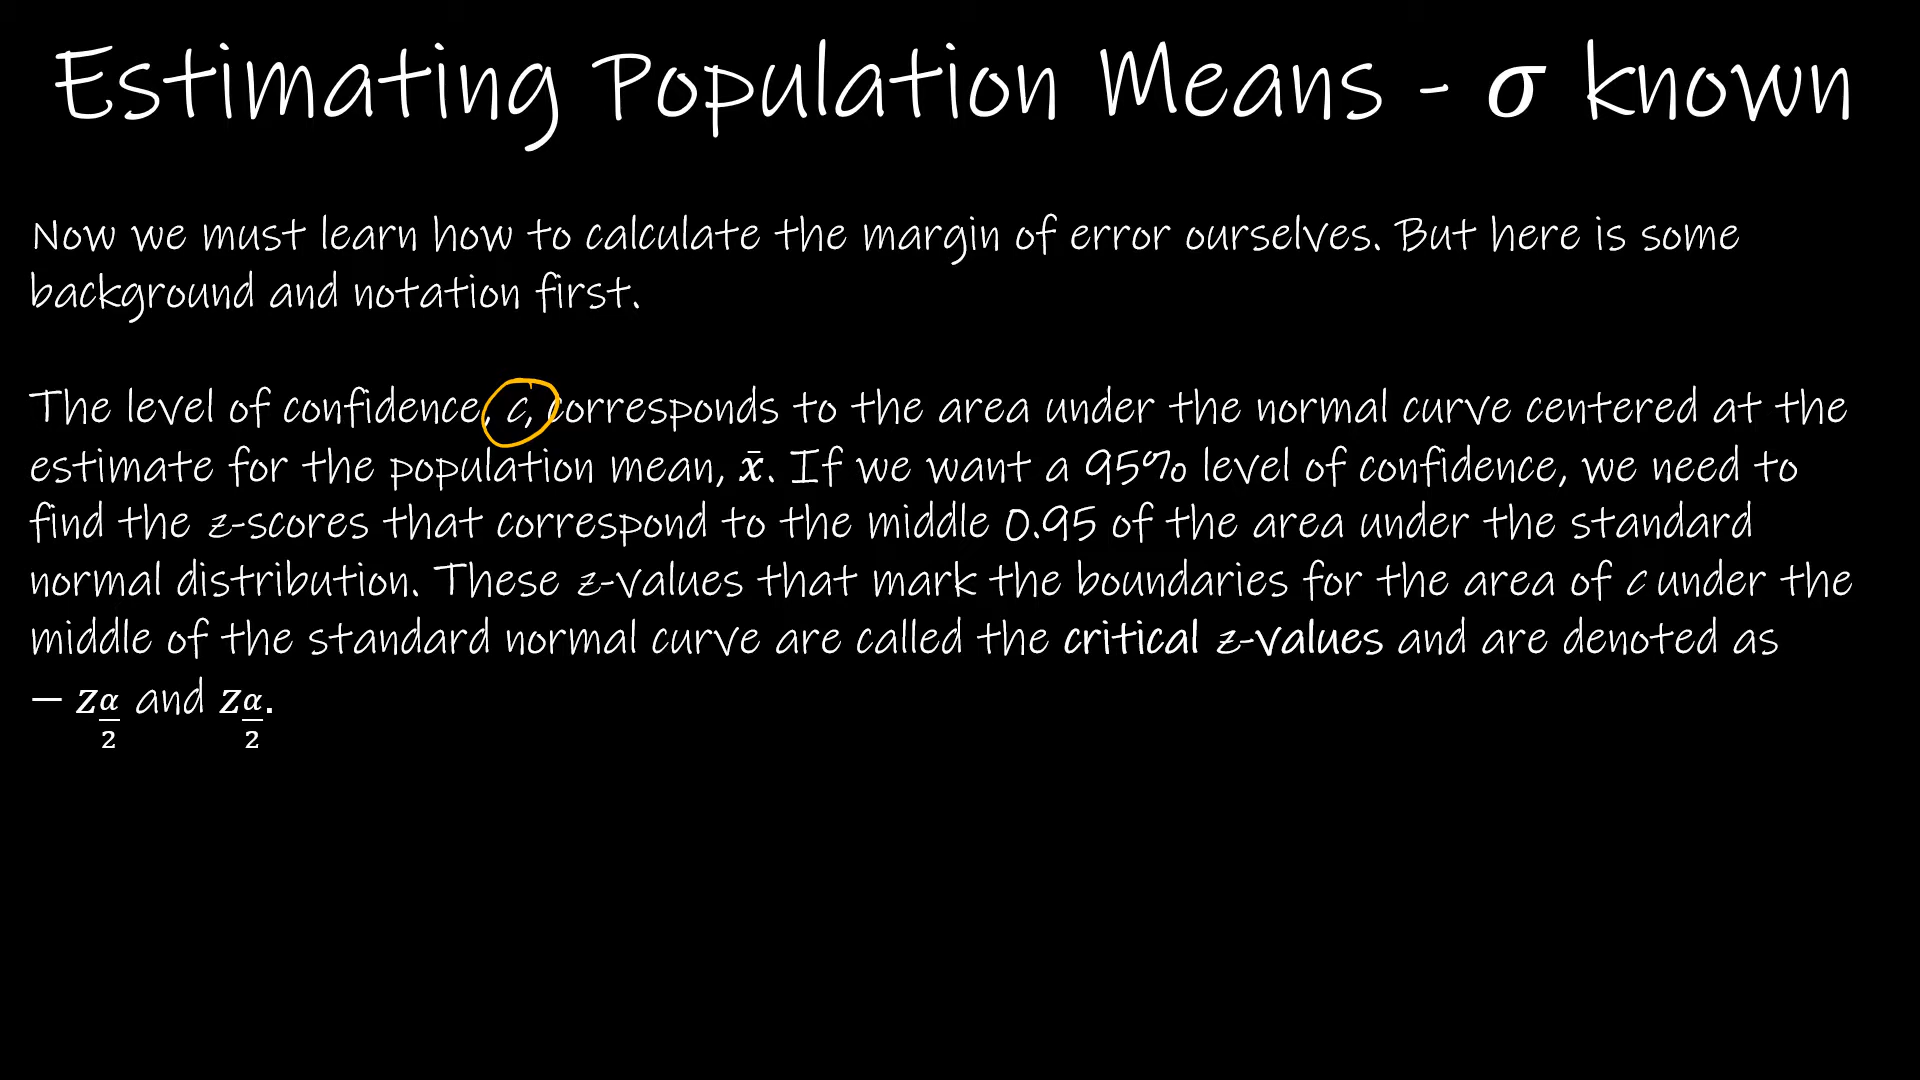 Estimating Population Means - σ known
Now we must learn how to calculate the margin of error ourselves. But here is some
background and notation first.
The level of confidence, c, corresponds to the area under the normal curve centered at the
estimate for the population mean, x̄. If we want a 95% level of confidence, we need to
find the z-scores that correspond to the middle 0.95 of the area under the standard
normal distribution. These z-values that mark the boundaries for the area of c under the
middle of the standard normal curve are called the critical z-values and are denoted as
− z_{α/2} and z_{α/2}.